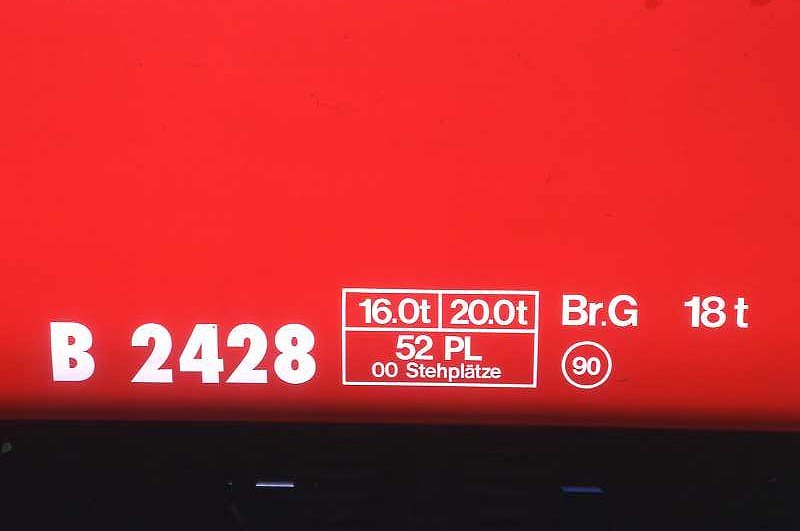 B 2428
16.0t 20.0t
52 PL
00 Stehplätze
Br.G 18 t
90